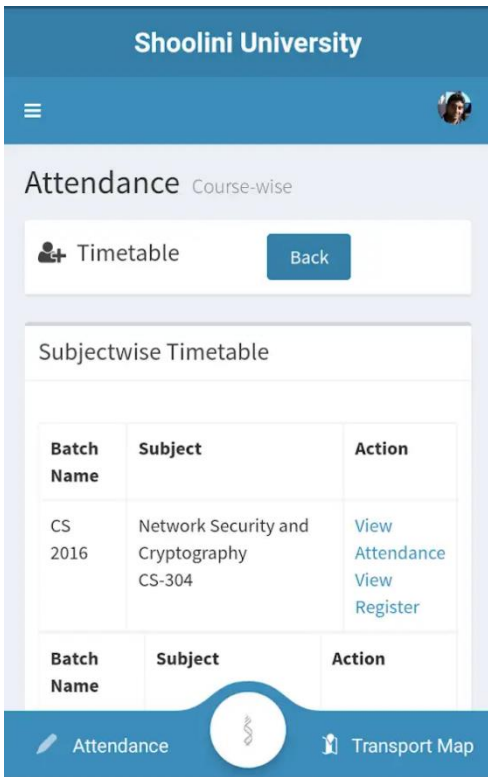 Shoolini University
Attendance Course-wise
Timetable Back
Subjectwise Timetable
Batch Name Subject Action
CS 2016 Network Security and Cryptography CS-304 View Attendance View Register
Batch Name Subject Action
Attendance Transport Map